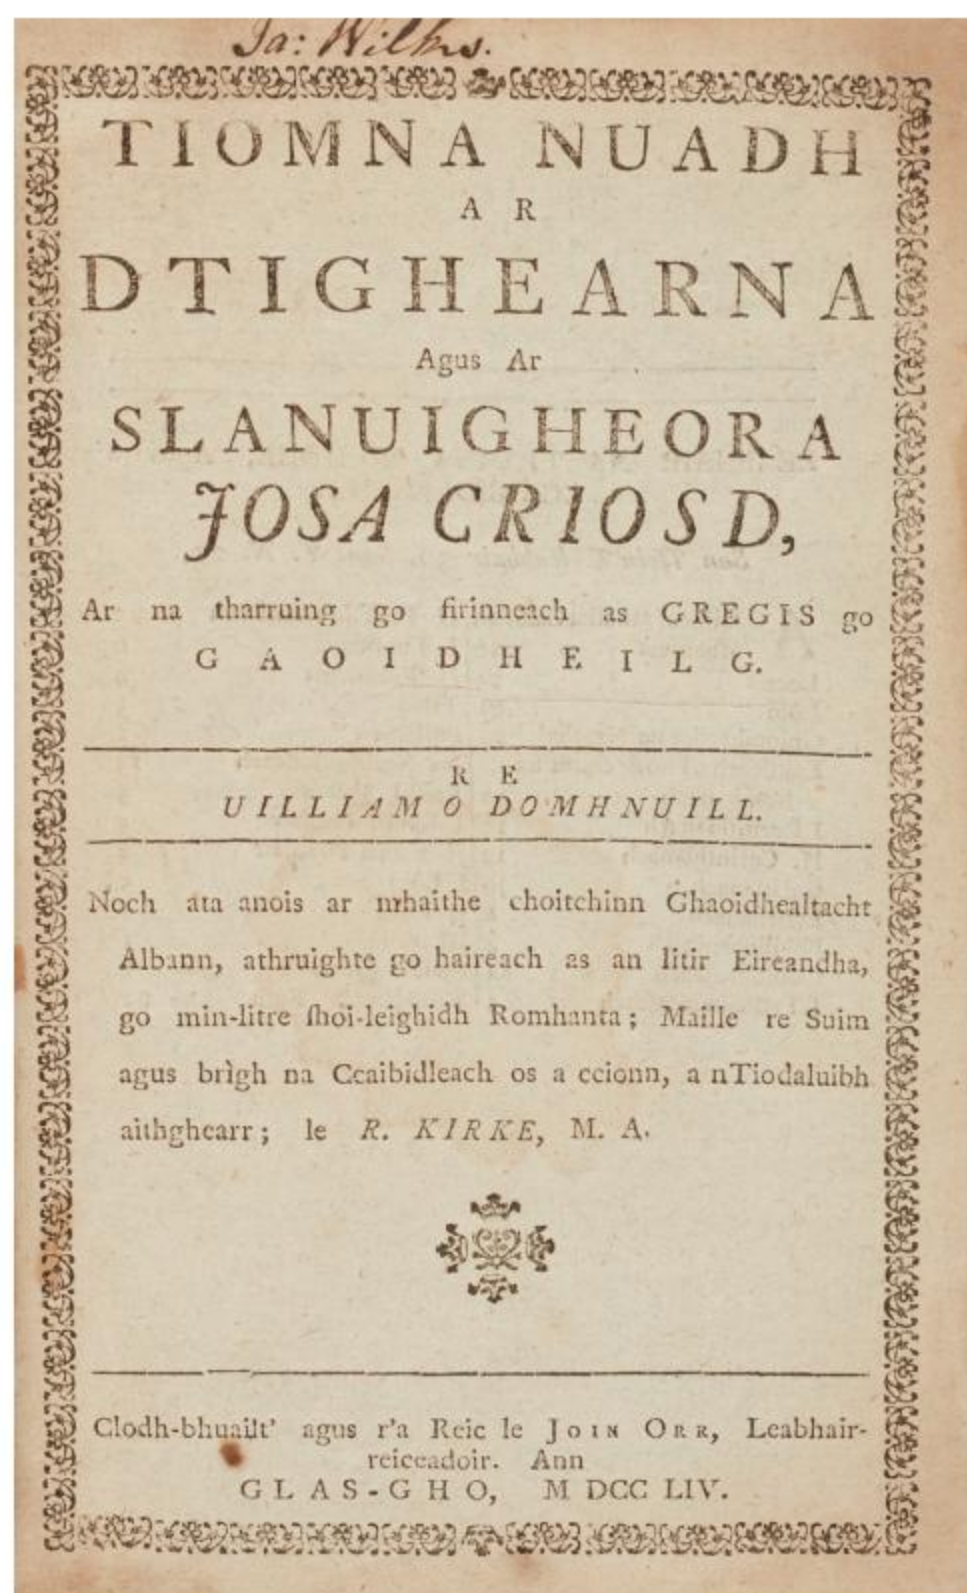 Ja: Wilks.
TIOMNA NUADH
AR
DTIGHEARNA
Agus Ar
SLANUIGHEORA
JOSA CRIOSD,
Ar na tharruing go firinneach as GREGIS go
GAOIDHEILG.
RE
UILLIAM O DOMHNUILL.
Noch ata anois ar mhaithe choitchinn Ghaoidhealtacht
Albann, athruighte go haireach as an litir Eireandha,
go min-litre ſhoi-leighidh Romhanta; Maille re Suim
agus brìgh na Ccaibidleach os a ccionn, a nTiodaluibh
aithghearr; le R. KIRKE, M. A.
Clodh-bhuailt' agus r'a Reic le JOIN ORR, Leabhair-
reiceadoir. Ann
GLAS-GHO, M DCC LIV.